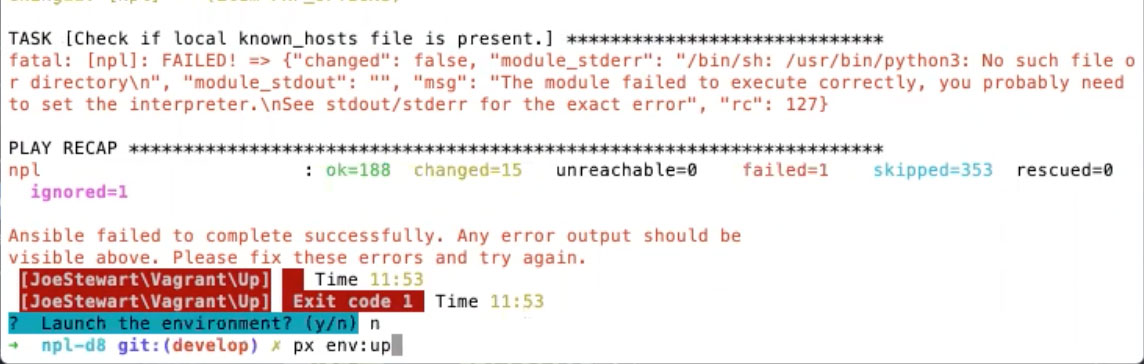 TASK [Check if local known_hosts file is present.] *****************************
fatal: [npl]: FAILED! => {"changed": false, "module_stderr": "/bin/sh: /usr/bin/python3: No such file o
r directory\n", "module_stdout": "", "msg": "The module failed to execute correctly, you probably need
to set the interpreter.\nSee stdout/stderr for the exact error", "rc": 127}
PLAY RECAP *********************************************************************
npl : ok=188 changed=15 unreachable=0 failed=1 skipped=353 rescued=0
ignored=1
Ansible failed to complete successfully. Any error output should be
visible above. Please fix these errors and try again.
[JoeStewart\Vagrant\Up] Time 11:53
[JoeStewart\Vagrant\Up] Exit code 1 Time 11:53
? Launch the environment? (y/n) n
→ npl-d8 git:(develop) ✗ px env:up